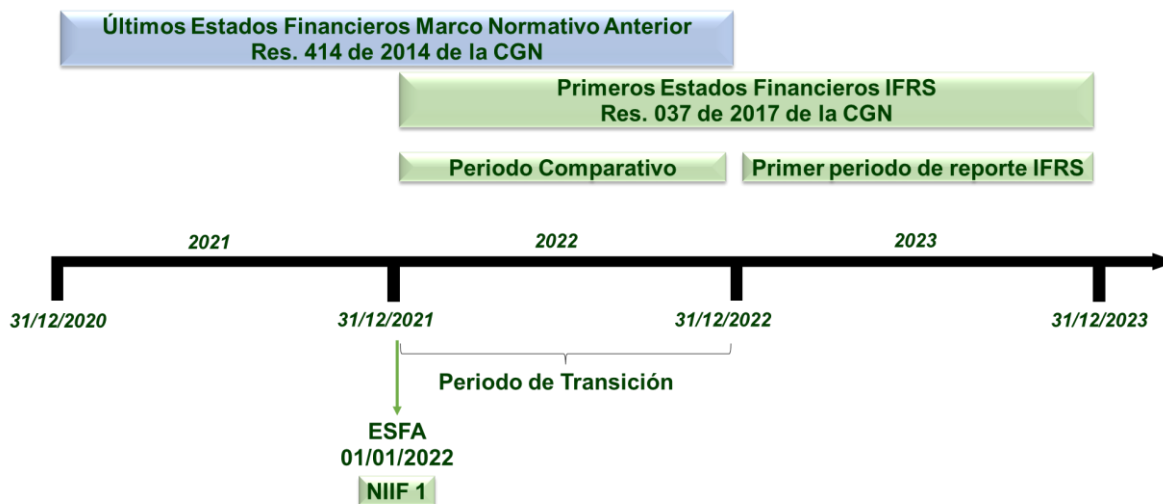 Últimos Estados Financieros Marco Normativo Anterior
Res. 414 de 2014 de la CGN
Primeros Estados Financieros IFRS
Res. 037 de 2017 de la CGN
Periodo Comparativo
Primer periodo de reporte IFRS
2021
2022
2023
31/12/2020
31/12/2021
31/12/2022
31/12/2023
Periodo de Transición
ESFA
01/01/2022
NIIF 1